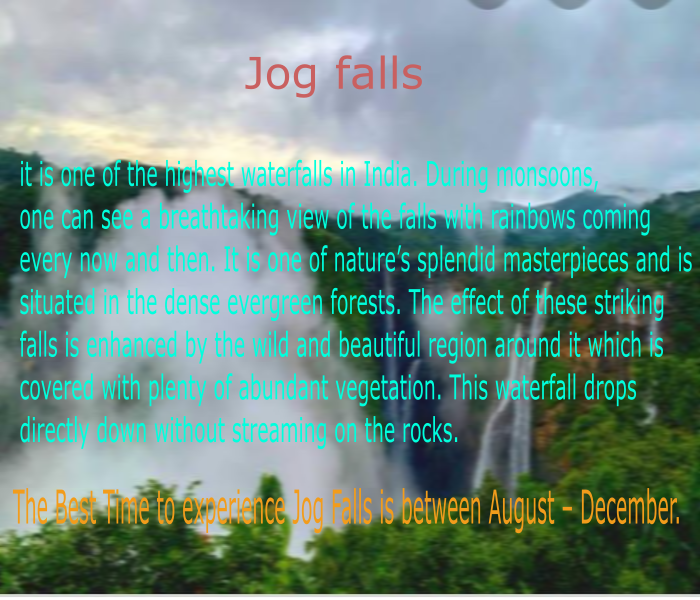 Jog falls
it is one of the highest waterfalls in India. During monsoons,
one can see a breathtaking view of the falls with rainbows coming
every now and then. It is one of nature’s splendid masterpieces and is
situated in the dense evergreen forests. The effect of these striking
falls is enhanced by the wild and beautiful region around it which is
covered with plenty of abundant vegetation. This waterfall drops
directly down without streaming on the rocks.
The Best Time to experience Jog Falls is between August – December.